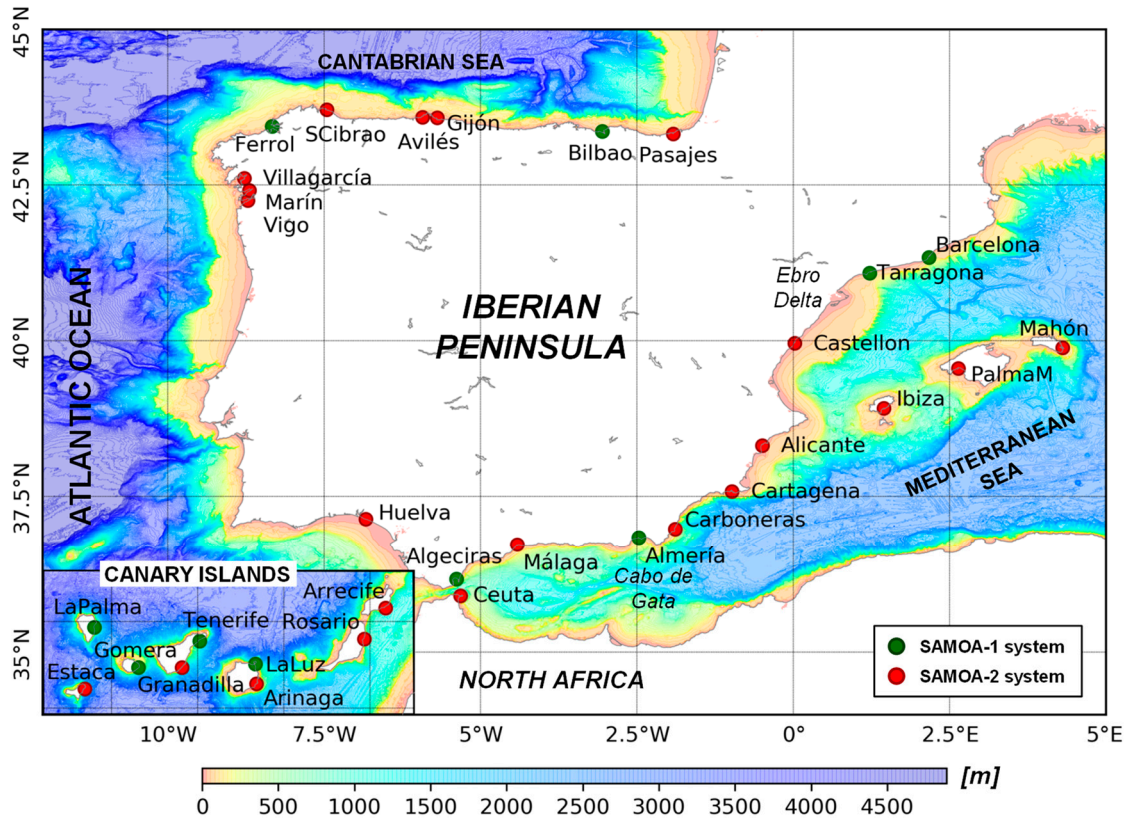 45°N
42.5°N
40°N
37.5°N
35°N
CANTABRIAN SEA
Ferrol
SCibrao
Avilés
Gijón
Bilbao
Pasajes
Villagarcía
Marín
Vigo
ATLANTIC OCEAN
IBERIAN
PENINSULA
Barcelona
Tarragona
Ebro
Delta
Castellon
Mahón
PalmaM
Ibiza
Alicante
MEDITERRANEAN
SEA
Cartagena
Carboneras
Huelva
Algeciras
Málaga
Almería
Cabo de
Gata
Ceuta
CANARY ISLANDS
LaPalma
Tenerife
Arrecife
Rosario
Gomera
Estaca
Granadilla
LaLuz
Arinaga
NORTH AFRICA
SAMOA-1 system
SAMOA-2 system
10°W 7.5°W 5°W 2.5°W 0° 2.5°E 5°E
[m]
0 500 1000 1500 2000 2500 3000 3500 4000 4500